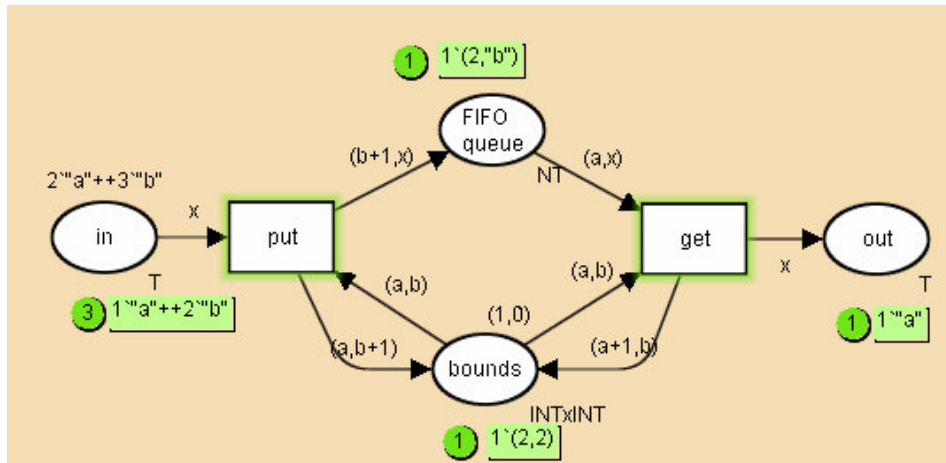 1 1`(2,"b")
FIFO
queue
(b+1,x)
(a,x)
NT
2`"a"++3`"b"
x
in
put
get
out
x
T
T
(a,b)
(a,b)
3 1`"a"++2`"b"
(1,0)
1 1`"a"
(a,b+1)
(a+1,b)
bounds
INTxINT
1 1`(2,2)